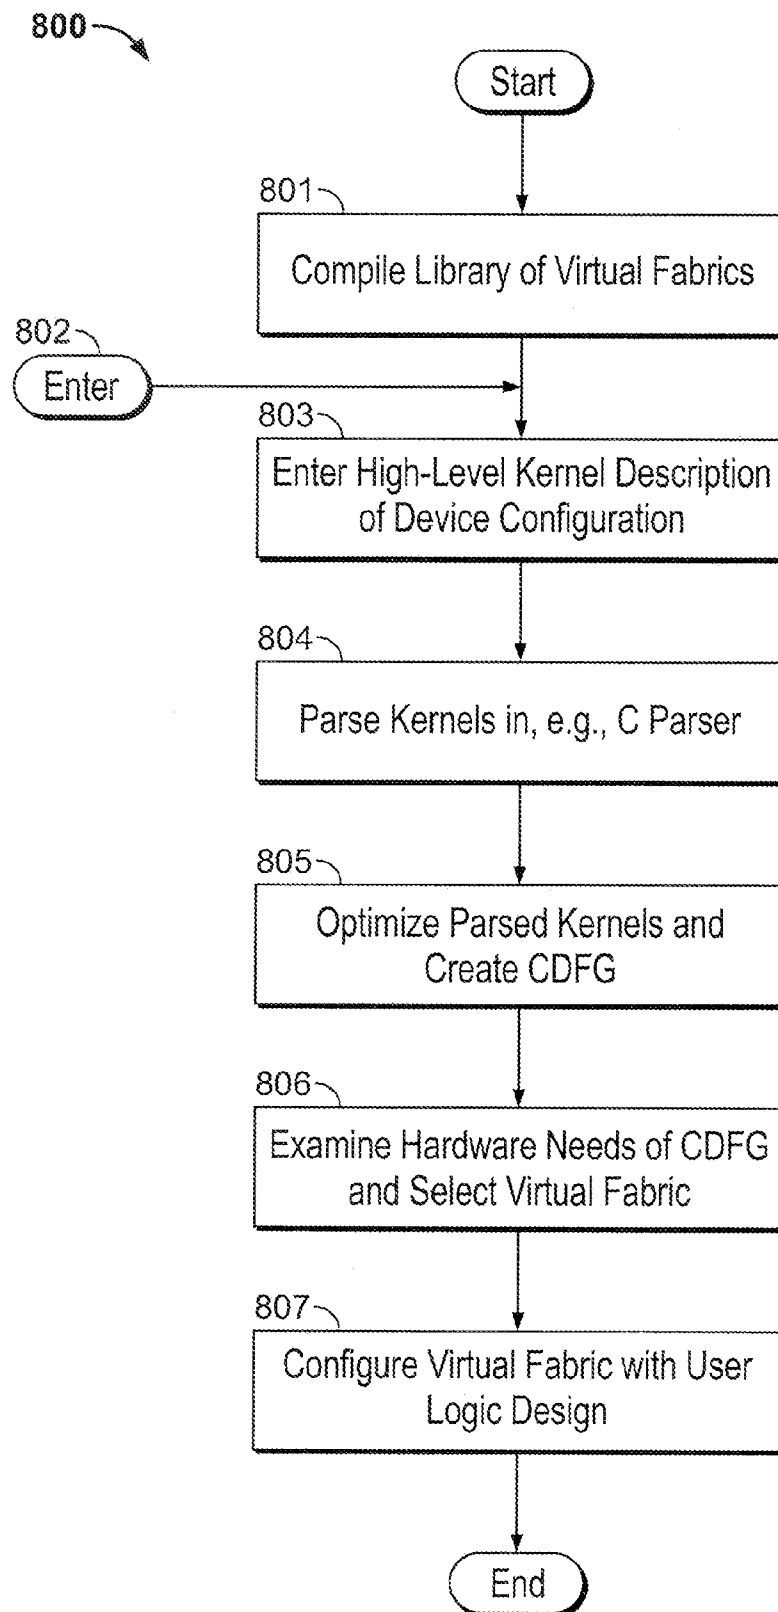 800
Start
801
Compile Library of Virtual Fabrics
802
Enter
803
Enter High-Level Kernel Description
of Device Configuration
804
Parse Kernels in, e.g., C Parser
805
Optimize Parsed Kernels and
Create CDFG
806
Examine Hardware Needs of CDFG
and Select Virtual Fabric
807
Configure Virtual Fabric with User
Logic Design
End